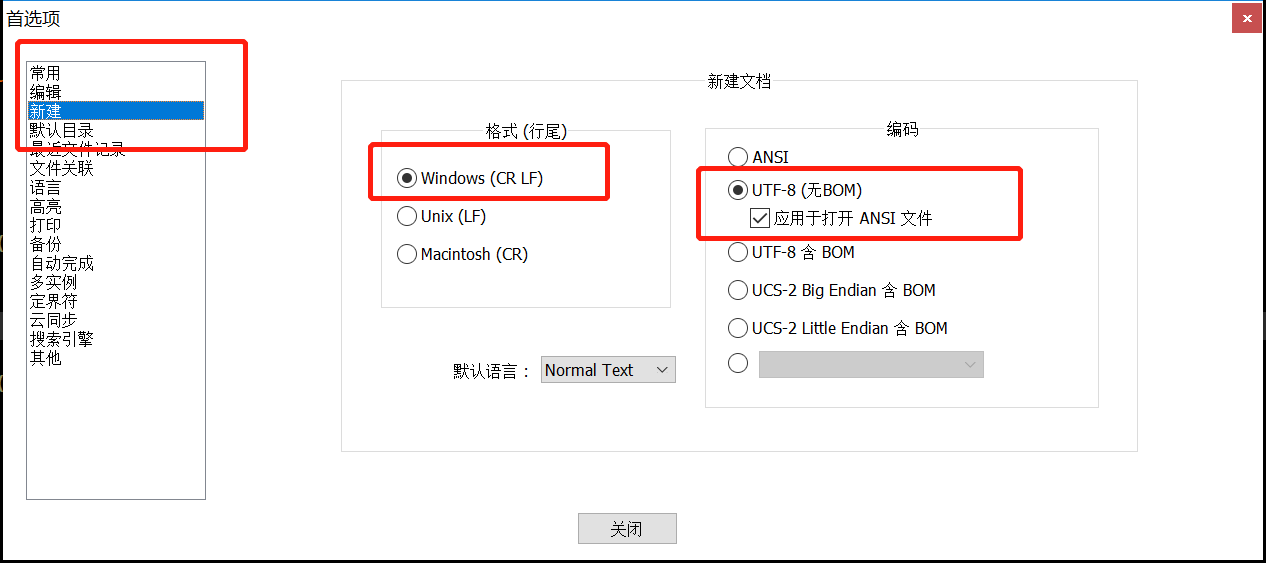 首选项
常用
编辑
新建
默认目录
最近文件记录
文件关联
语言
高亮
打印
备份
自动完成
多实例
定界符
云同步
搜索引擎
其他
新建文档
格式 (行尾)
Windows (CR LF)
Unix (LF)
Macintosh (CR)
默认语言：
Normal Text
编码
ANSI
UTF-8 (无BOM)
应用于打开 ANSI 文件
UTF-8 含 BOM
UCS-2 Big Endian 含 BOM
UCS-2 Little Endian 含 BOM
关闭